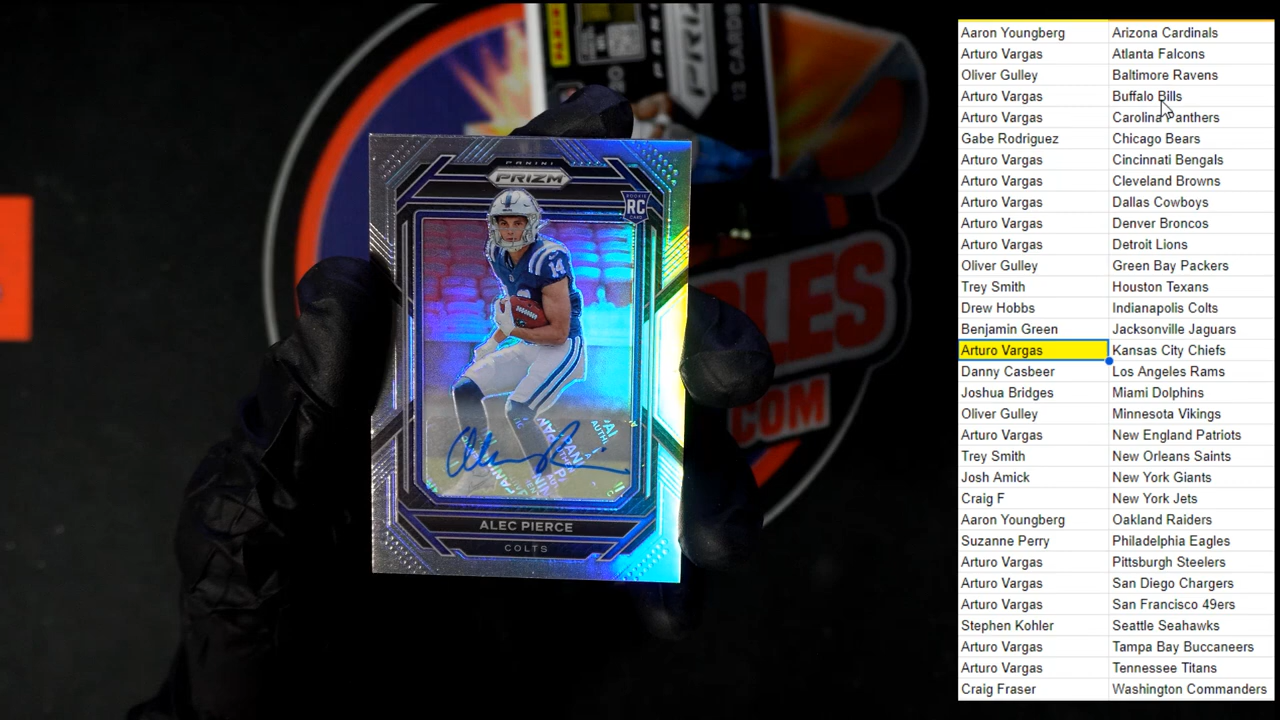 PANINI
PRIZM
ROOKIE
RC
CARD
14
ALEC PIERCE
COLTS
12 CARDS
.COM
Aaron Youngberg Arizona Cardinals
Arturo Vargas Atlanta Falcons
Oliver Gulley Baltimore Ravens
Arturo Vargas Buffalo Bills
Arturo Vargas Carolina Panthers
Gabe Rodriguez Chicago Bears
Arturo Vargas Cincinnati Bengals
Arturo Vargas Cleveland Browns
Arturo Vargas Dallas Cowboys
Arturo Vargas Denver Broncos
Arturo Vargas Detroit Lions
Oliver Gulley Green Bay Packers
Trey Smith Houston Texans
Drew Hobbs Indianapolis Colts
Benjamin Green Jacksonville Jaguars
Arturo Vargas Kansas City Chiefs
Danny Casbeer Los Angeles Rams
Joshua Bridges Miami Dolphins
Oliver Gulley Minnesota Vikings
Arturo Vargas New England Patriots
Trey Smith New Orleans Saints
Josh Amick New York Giants
Craig F New York Jets
Aaron Youngberg Oakland Raiders
Suzanne Perry Philadelphia Eagles
Arturo Vargas Pittsburgh Steelers
Arturo Vargas San Diego Chargers
Arturo Vargas San Francisco 49ers
Stephen Kohler Seattle Seahawks
Arturo Vargas Tampa Bay Buccaneers
Arturo Vargas Tennessee Titans
Craig Fraser Washington Commanders